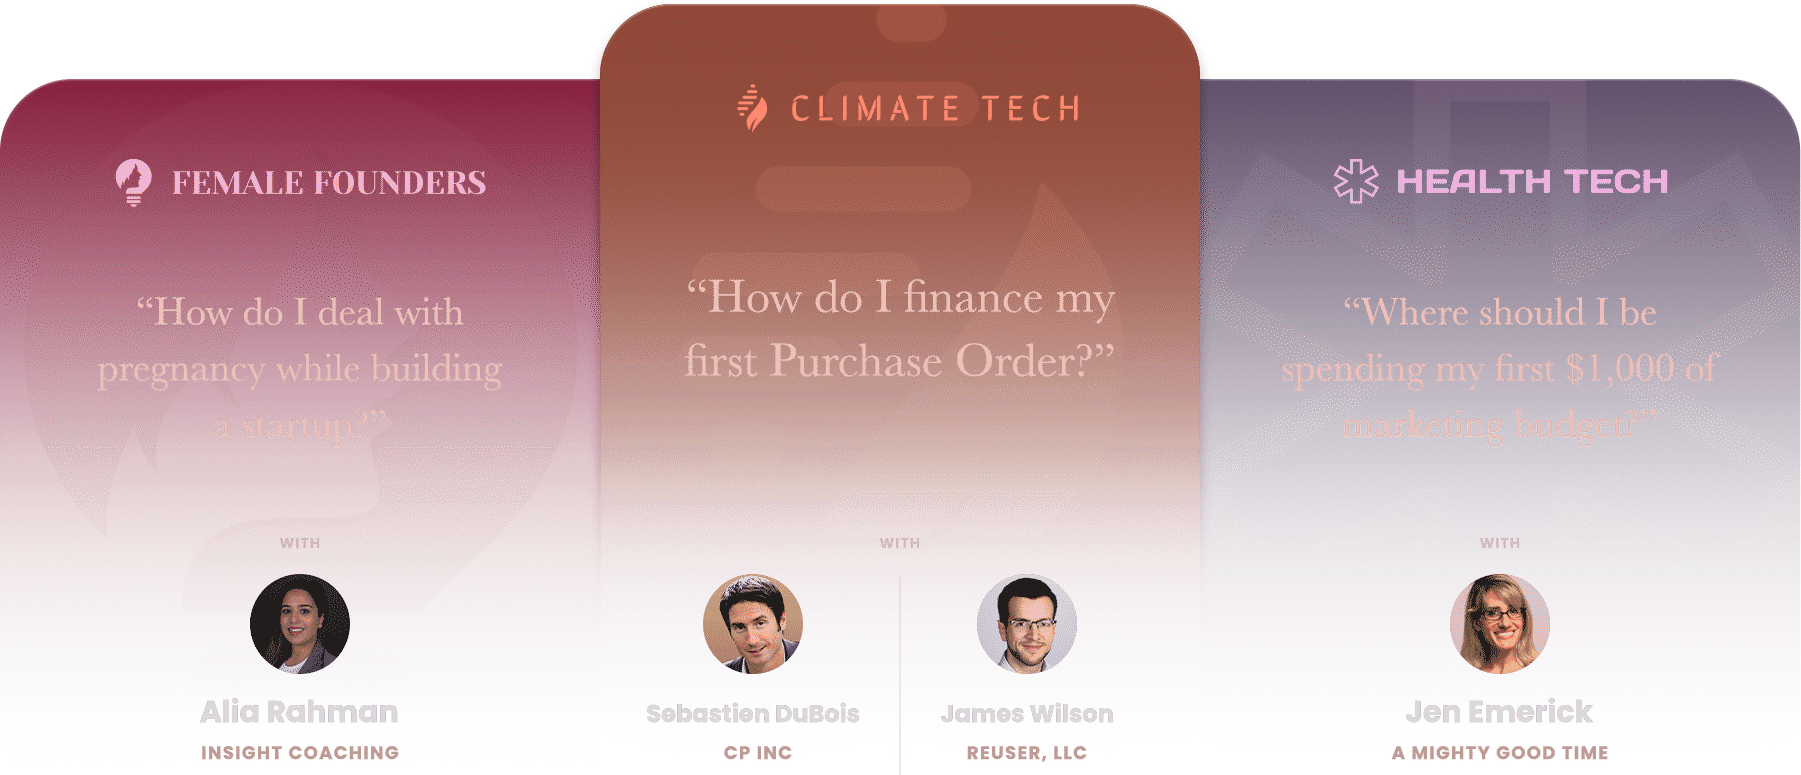 FEMALE FOUNDERS
“How do I deal with
pregnancy while building
a startup?”
WITH
Alia Rahman
INSIGHT COACHING
CLIMATE TECH
“How do I finance my
first Purchase Order?”
WITH
Sebastien DuBois
CP INC
James Wilson
REUSER, LLC
HEALTH TECH
“Where should I be
spending my first $1,000 of
marketing budget?”
WITH
Jen Emerick
A MIGHTY GOOD TIME